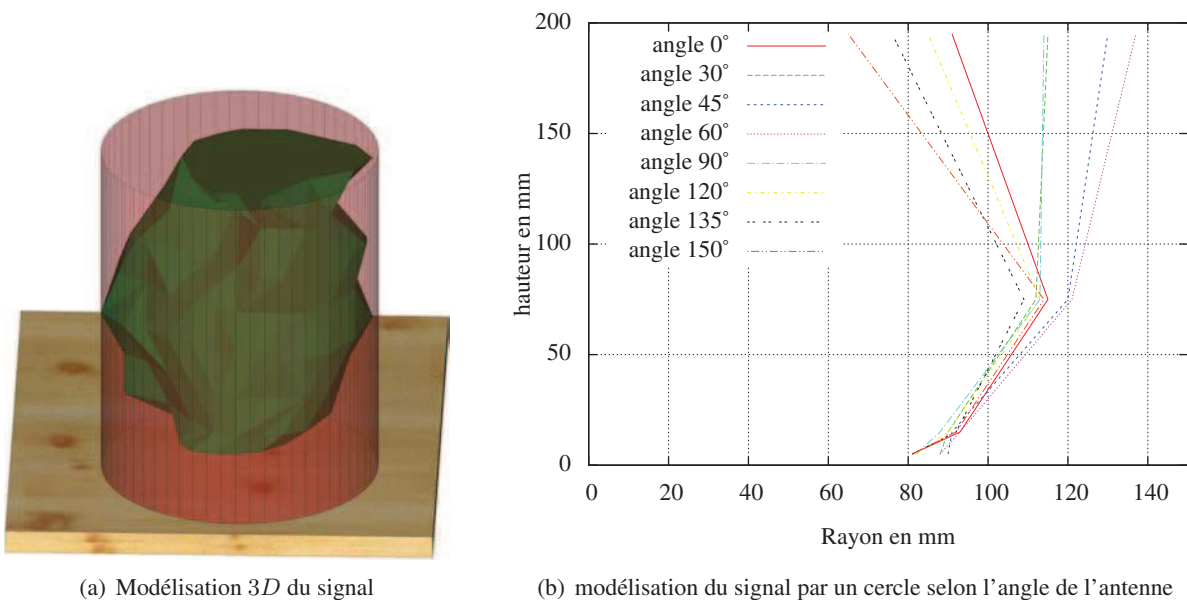 200
150
100
50
0
hauteur en mm
angle 0°
angle 30°
angle 45°
angle 60°
angle 90°
angle 120°
angle 135°
angle 150°
0 20 40 60 80 100 120 140
Rayon en mm
(a) Modélisation 3D du signal
(b) modélisation du signal par un cercle selon l'angle de l'antenne